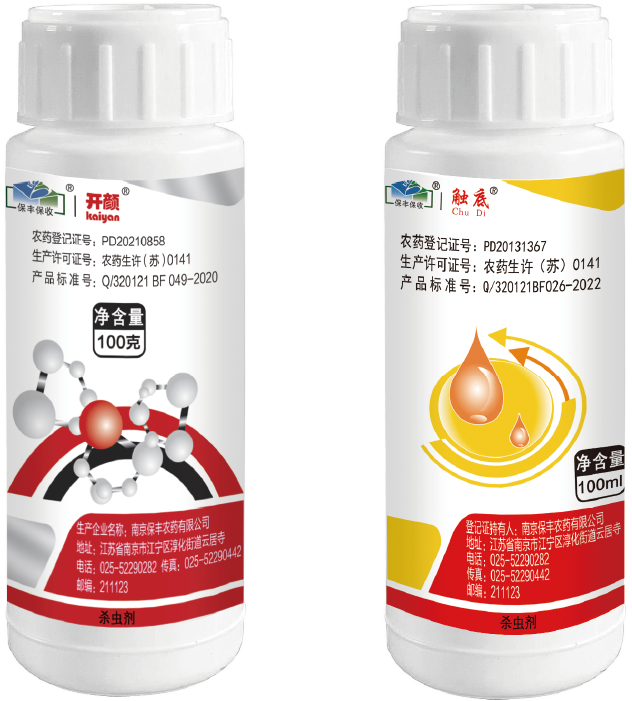 保丰保收
®
开颜®
kaiyan
农药登记证号：PD20210858
生产许可证号：农药生许(苏)0141
产品标准号：Q/320121 BF 049-2020
净含量
100克
生产企业名称：南京保丰农药有限公司
地址：江苏省南京市江宁区淳化街道云居寺
电话：025-52290282 传真：025-52290442
邮编：211123
杀虫剂
保丰保收
®
触底®
Chu Di
农药登记证号：PD20131367
生产许可证号：农药生许（苏）0141
产品标准号：Q/320121BF026-2022
净含量
100ml
登记证持有人：南京保丰农药有限公司
地址：江苏省南京市江宁区淳化街道云居寺
电话：025-52290282
传真：025-52290442
邮编：211123
杀虫剂